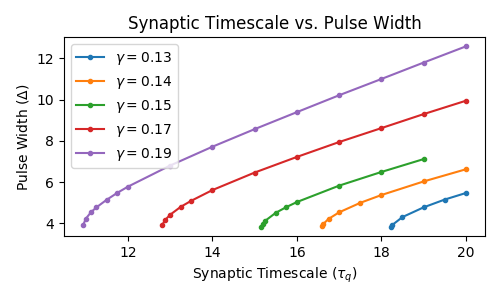 Synaptic Timescale vs. Pulse Width
γ = 0.13
γ = 0.14
γ = 0.15
γ = 0.17
γ = 0.19
Pulse Width (Δ)
12
10
8
6
4
12
14
16
18
20
Synaptic Timescale (τ_q)